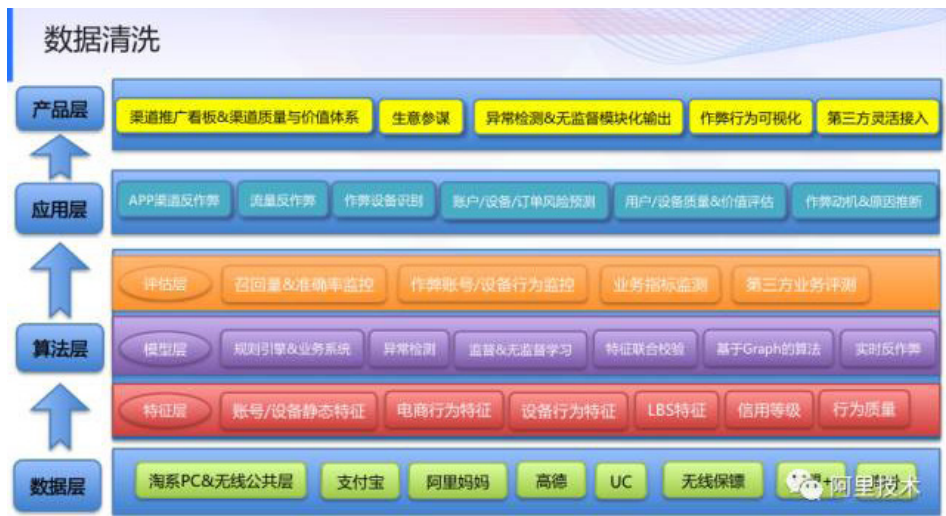 数据清洗
产品层
渠道推广看板&渠道质量与价值体系 生意参谋 异常检测&无监督模块化输出 作弊行为可视化 第三方灵活接入
应用层
APP渠道反作弊 流量反作弊 作弊设备识别 账户/设备/订单风险预测 用户/设备质量&价值评估 作弊动机&原因推断
评估层 召回量&准确率监控 作弊账号/设备行为监控 业务指标监测 第三方业务评测
算法层
模型层 规则引擎&业务系统 异常检测 监督&无监督学习 特征联合校验 基于Graph的算法 实时反作弊
特征层 账号/设备静态特征 电商行为特征 设备行为特征 LBS特征 信用等级 行为质量
数据层
淘系PC&无线公共层 支付宝 阿里妈妈 高德 UC 无线保镖
阿里技术